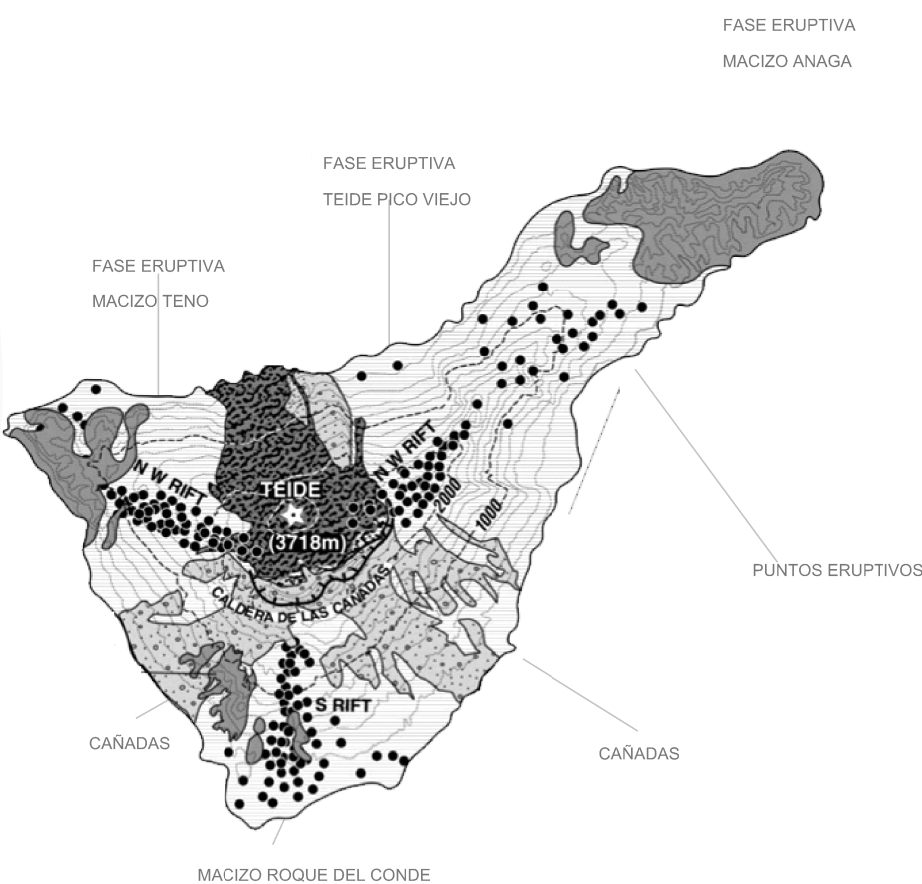 FASE ERUPTIVA
MACIZO ANAGA
FASE ERUPTIVA
TEIDE PICO VIEJO
FASE ERUPTIVA
MACIZO TENO
N W RIFT
N W RIFT
TEIDE
(3718m)
2000
1000
CALDERA DE LAS CAÑADAS
PUNTOS ERUPTIVOS
S RIFT
CAÑADAS
CAÑADAS
MACIZO ROQUE DEL CONDE